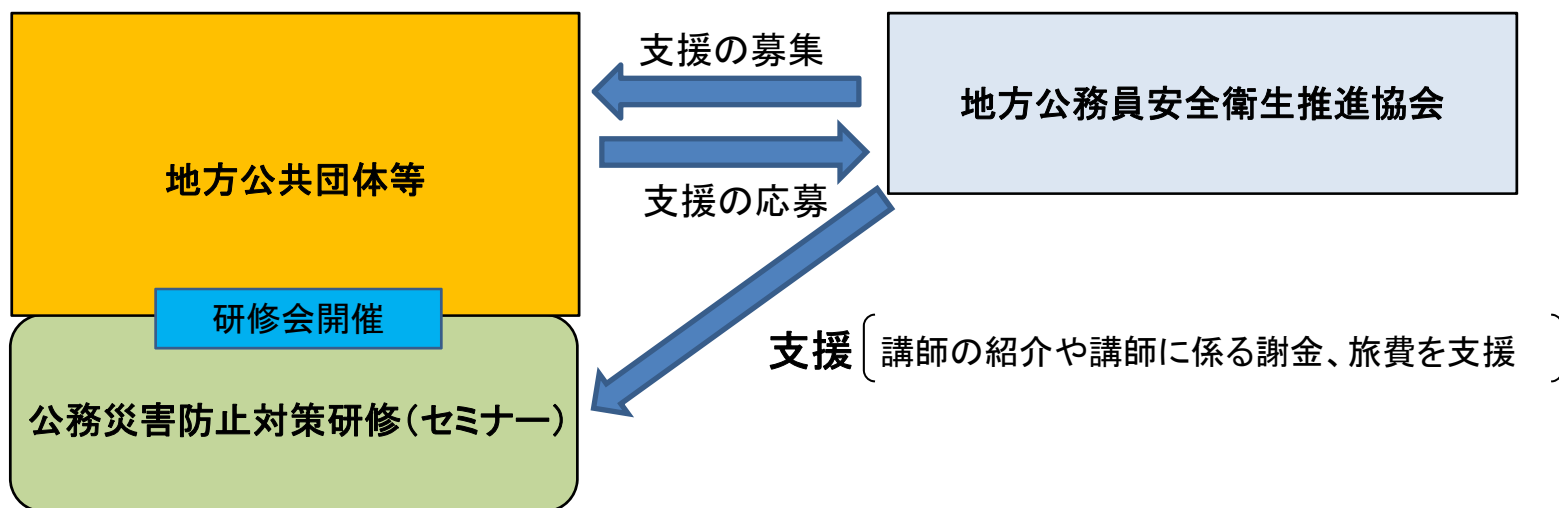 支援の募集
地方公務員安全衛生推進協会
地方公共団体等
支援の応募
研修会開催
支援 講師の紹介や講師に係る謝金、旅費を支援
公務災害防止対策研修(セミナー)